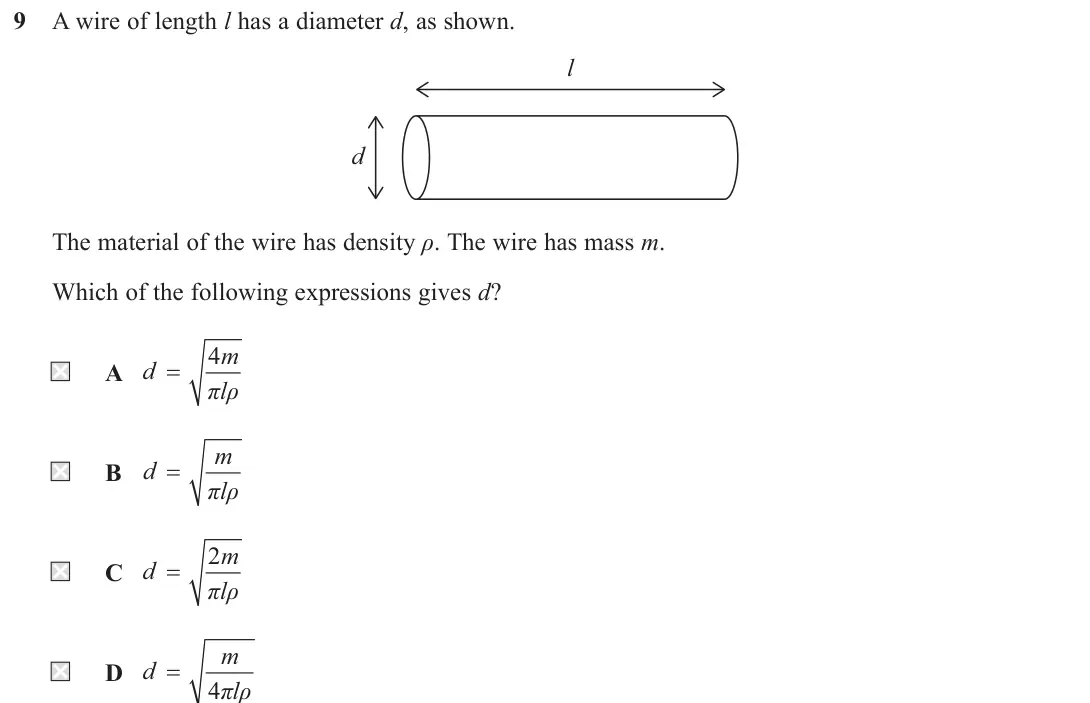 9 A wire of length l has a diameter d, as shown.
l
d
The material of the wire has density ρ. The wire has mass m.
Which of the following expressions gives d?
A d = √(4m/πlρ)
B d = √(m/πlρ)
C d = √(2m/πlρ)
D d = √(m/4πlρ)